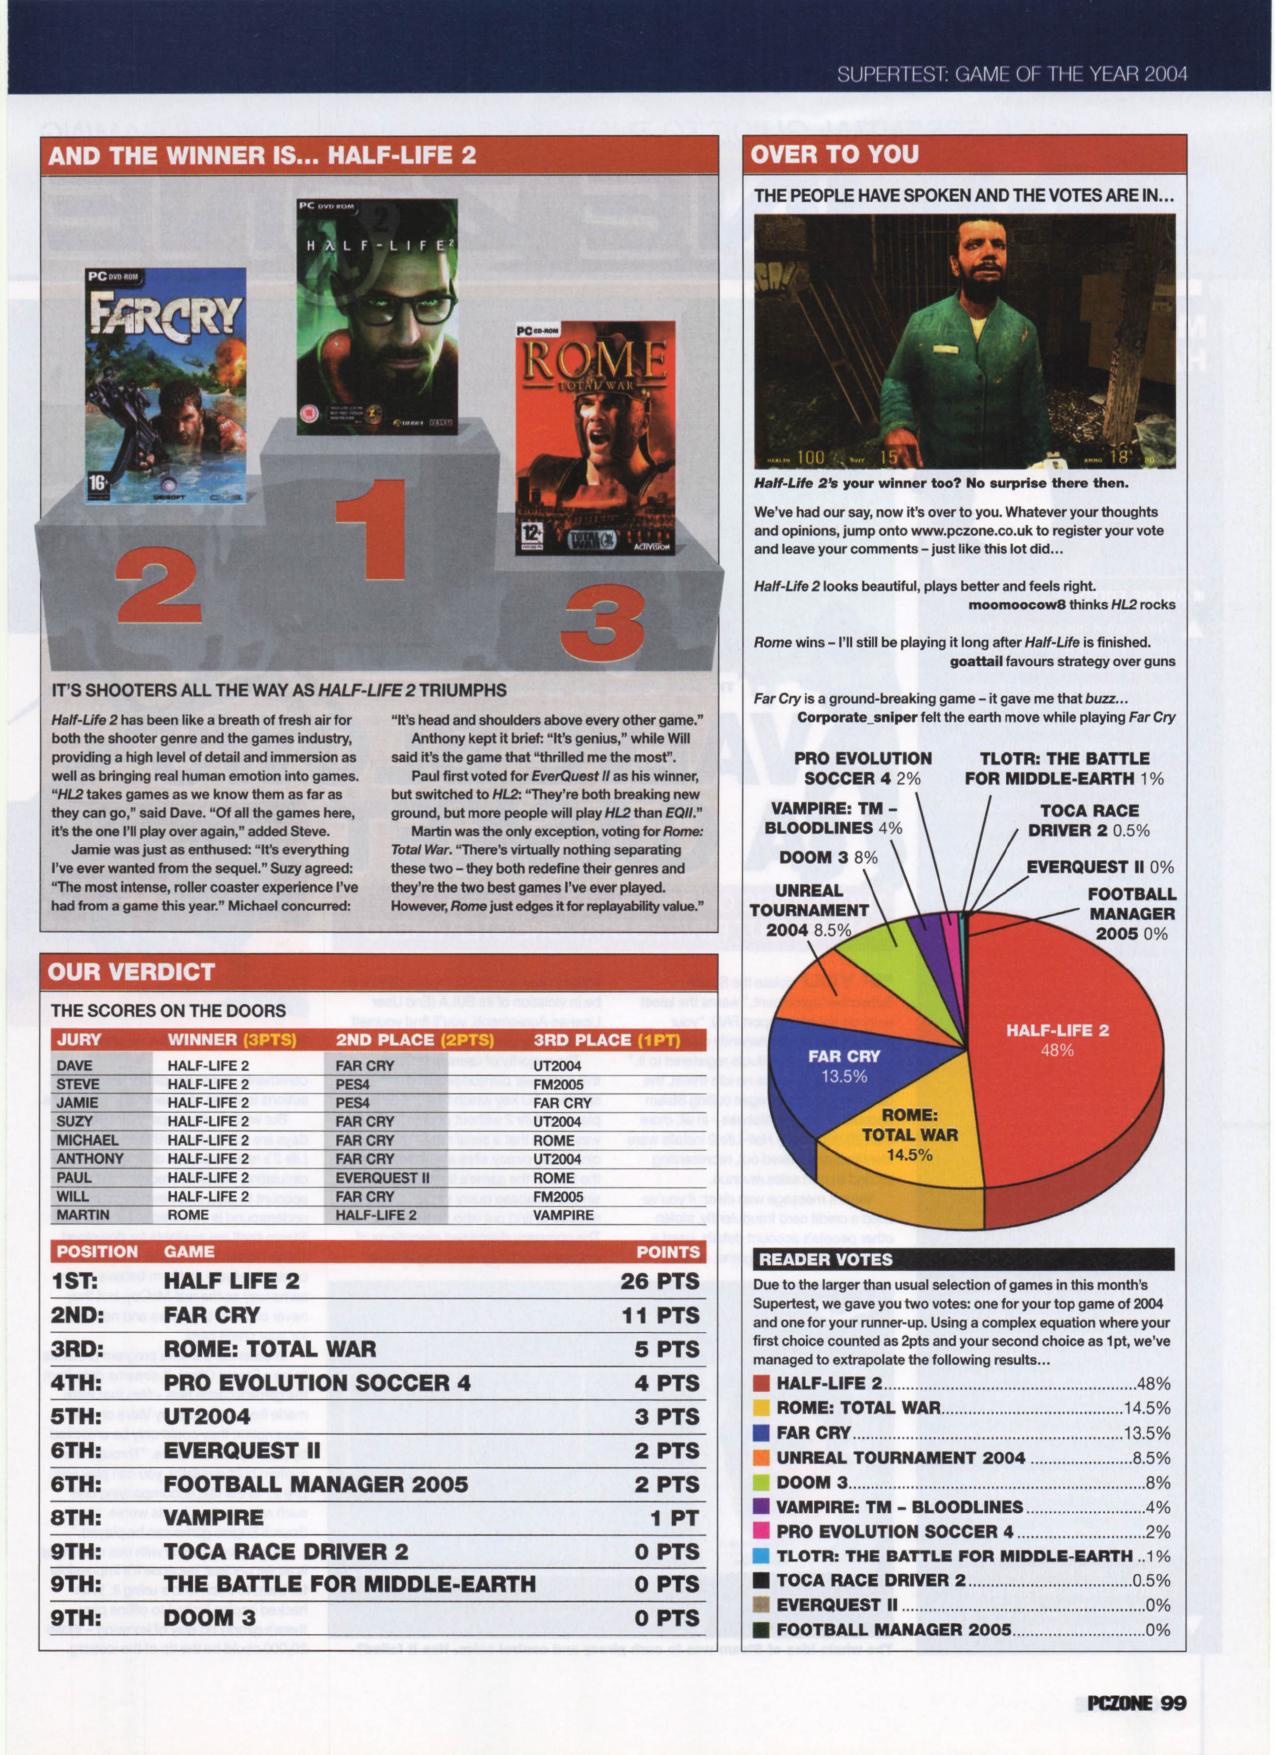 SUPERTEST: GAME OF THE YEAR 2004
AND THE WINNER IS... HALF-LIFE 2
PC DVD-ROM
FARCRY
16+
UBISOFT
PC DVD ROM
HλLF-LIFE²
SIERRA
VALVE
PC CD-ROM
ROME
TOTAL WAR
12+
TOTAL WAR
ACTIVISION
2
1
3
IT'S SHOOTERS ALL THE WAY AS HALF-LIFE 2 TRIUMPHS
Half-Life 2 has been like a breath of fresh air for
both the shooter genre and the games industry,
providing a high level of detail and immersion as
well as bringing real human emotion into games.
“HL2 takes games as we know them as far as
they can go,” said Dave. “Of all the games here,
it's the one I'll play over again,” added Steve.
Jamie was just as enthused: “It's everything
I've ever wanted from the sequel.” Suzy agreed:
“The most intense, roller coaster experience I've
had from a game this year.” Michael concurred:
“It's head and shoulders above every other game.”
Anthony kept it brief: “It's genius,” while Will
said it's the game that “thrilled me the most”.
Paul first voted for EverQuest II as his winner,
but switched to HL2: “They're both breaking new
ground, but more people will play HL2 than EQII.”
Martin was the only exception, voting for Rome:
Total War. “There's virtually nothing separating
these two – they both redefine their genres and
they're the two best games I've ever played.
However, Rome just edges it for replayability value.”
OUR VERDICT
THE SCORES ON THE DOORS
JURY WINNER (3PTS) 2ND PLACE (2PTS) 3RD PLACE (1PT)
DAVE HALF-LIFE 2 FAR CRY UT2004
STEVE HALF-LIFE 2 PES4 FM2005
JAMIE HALF-LIFE 2 PES4 FAR CRY
SUZY HALF-LIFE 2 FAR CRY UT2004
MICHAEL HALF-LIFE 2 FAR CRY ROME
ANTHONY HALF-LIFE 2 FAR CRY UT2004
PAUL HALF-LIFE 2 EVERQUEST II ROME
WILL HALF-LIFE 2 FAR CRY FM2005
MARTIN ROME HALF-LIFE 2 VAMPIRE
POSITION GAME POINTS
1ST: HALF LIFE 2 26 PTS
2ND: FAR CRY 11 PTS
3RD: ROME: TOTAL WAR 5 PTS
4TH: PRO EVOLUTION SOCCER 4 4 PTS
5TH: UT2004 3 PTS
6TH: EVERQUEST II 2 PTS
6TH: FOOTBALL MANAGER 2005 2 PTS
8TH: VAMPIRE 1 PT
9TH: TOCA RACE DRIVER 2 0 PTS
9TH: THE BATTLE FOR MIDDLE-EARTH 0 PTS
9TH: DOOM 3 0 PTS
OVER TO YOU
THE PEOPLE HAVE SPOKEN AND THE VOTES ARE IN...
HEALTH 100 SUIT 15 AMMO 18
Half-Life 2's your winner too? No surprise there then.
We've had our say, now it's over to you. Whatever your thoughts
and opinions, jump onto www.pczone.co.uk to register your vote
and leave your comments – just like this lot did...
Half-Life 2 looks beautiful, plays better and feels right.
moomoocow8 thinks HL2 rocks
Rome wins – I'll still be playing it long after Half-Life is finished.
goattail favours strategy over guns
Far Cry is a ground-breaking game – it gave me that buzz...
Corporate_sniper felt the earth move while playing Far Cry
PRO EVOLUTION
SOCCER 4 2%
TLOTR: THE BATTLE
FOR MIDDLE-EARTH 1%
VAMPIRE: TM –
BLOODLINES 4%
TOCA RACE
DRIVER 2 0.5%
DOOM 3 8%
EVERQUEST II 0%
UNREAL
TOURNAMENT
2004 8.5%
FOOTBALL
MANAGER
2005 0%
HALF-LIFE 2
48%
FAR CRY
13.5%
ROME:
TOTAL WAR
14.5%
READER VOTES
Due to the larger than usual selection of games in this month's
Supertest, we gave you two votes: one for your top game of 2004
and one for your runner-up. Using a complex equation where your
first choice counted as 2pts and your second choice as 1pt, we've
managed to extrapolate the following results...
HALF-LIFE 2...48%
ROME: TOTAL WAR...14.5%
FAR CRY...13.5%
UNREAL TOURNAMENT 2004...8.5%
DOOM 3...8%
VAMPIRE: TM – BLOODLINES...4%
PRO EVOLUTION SOCCER 4...2%
TLOTR: THE BATTLE FOR MIDDLE-EARTH..1%
TOCA RACE DRIVER 2...0.5%
EVERQUEST II...0%
FOOTBALL MANAGER 2005...0%
PCZONE 99